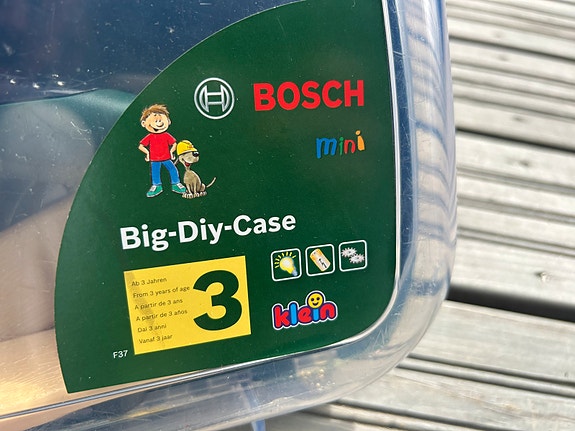 BOSCH
mini
Big-Diy-Case
Ab 3 Jahren
From 3 years of age
A partir de 3 ans
A partir de 3 años
Dai 3 anni
Vanaf 3 jaar
3
klein
F37